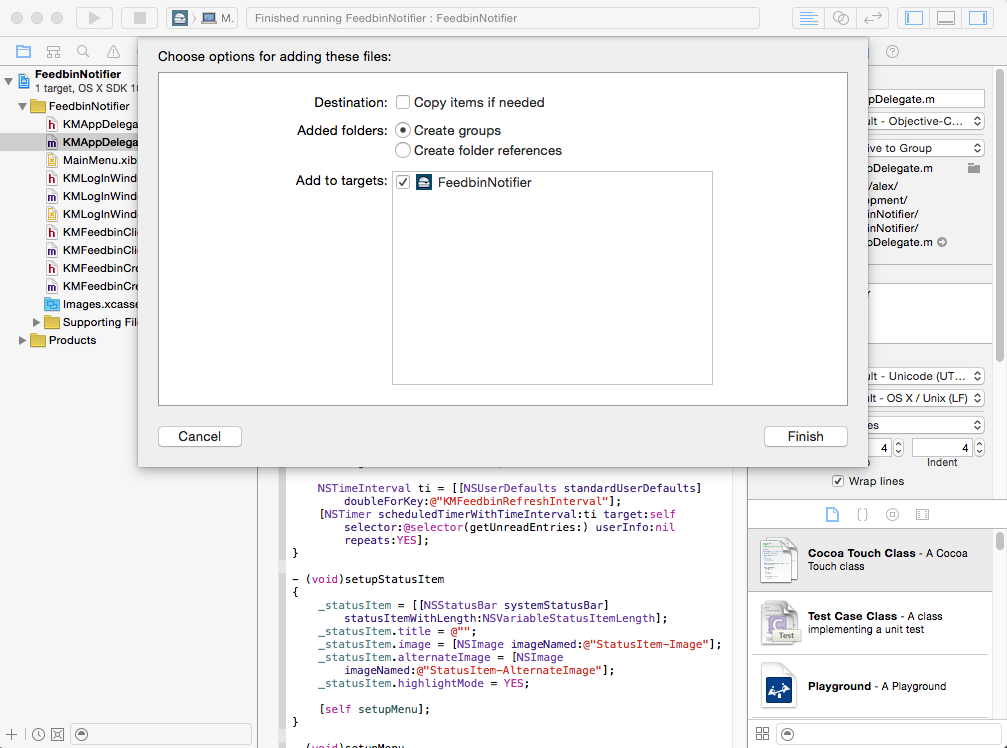 M.
Finished running FeedbinNotifier : FeedbinNotifier
FeedbinNotifier
1 target, OS X SDK 10
FeedbinNotifier
h KMAppDelega
m KMAppDelega
MainMenu.xib
h KMLogInWind
m KMLogInWind
KMLogInWind
h KMFeedbinCli
m KMFeedbinCli
h KMFeedbinCre
m KMFeedbinCre
Images.xcasse
Supporting File
Products
Choose options for adding these files:
Destination: Copy items if needed
Added folders: Create groups
Create folder references
Add to targets: FeedbinNotifier
Cancel
Finish
?
pDelegate.m
ult - Objective-C...
ive to Group
pDelegate.m
/alex/
opment/
inNotifier/
inNotifier/
pDelegate.m
ult - Unicode (UT...
ult - OS X / Unix (LF)
es
4
4
Indent
Wrap lines
NSTimeInterval ti = [[NSUserDefaults standardUserDefaults]
doubleForKey:@"KMFeedbinRefreshInterval"];
[NSTimer scheduledTimerWithTimeInterval:ti target:self
selector:@selector(getUnreadEntries:) userInfo:nil
repeats:YES];
}
- (void)setupStatusItem
{
_statusItem = [[NSStatusBar systemStatusBar]
statusItemWithLength:NSVariableStatusItemLength];
_statusItem.title = @"";
_statusItem.image = [NSImage imageNamed:@"StatusItem-Image"];
_statusItem.alternateImage = [NSImage
imageNamed:@"StatusItem-AlternateImage"];
_statusItem.highlightMode = YES;
[self setupMenu];
}
(void)setupMenu
{}
Cocoa Touch Class - A Cocoa
Touch class
C
Test
Test Case Class - A class
implementing a unit test
Playground - A Playground